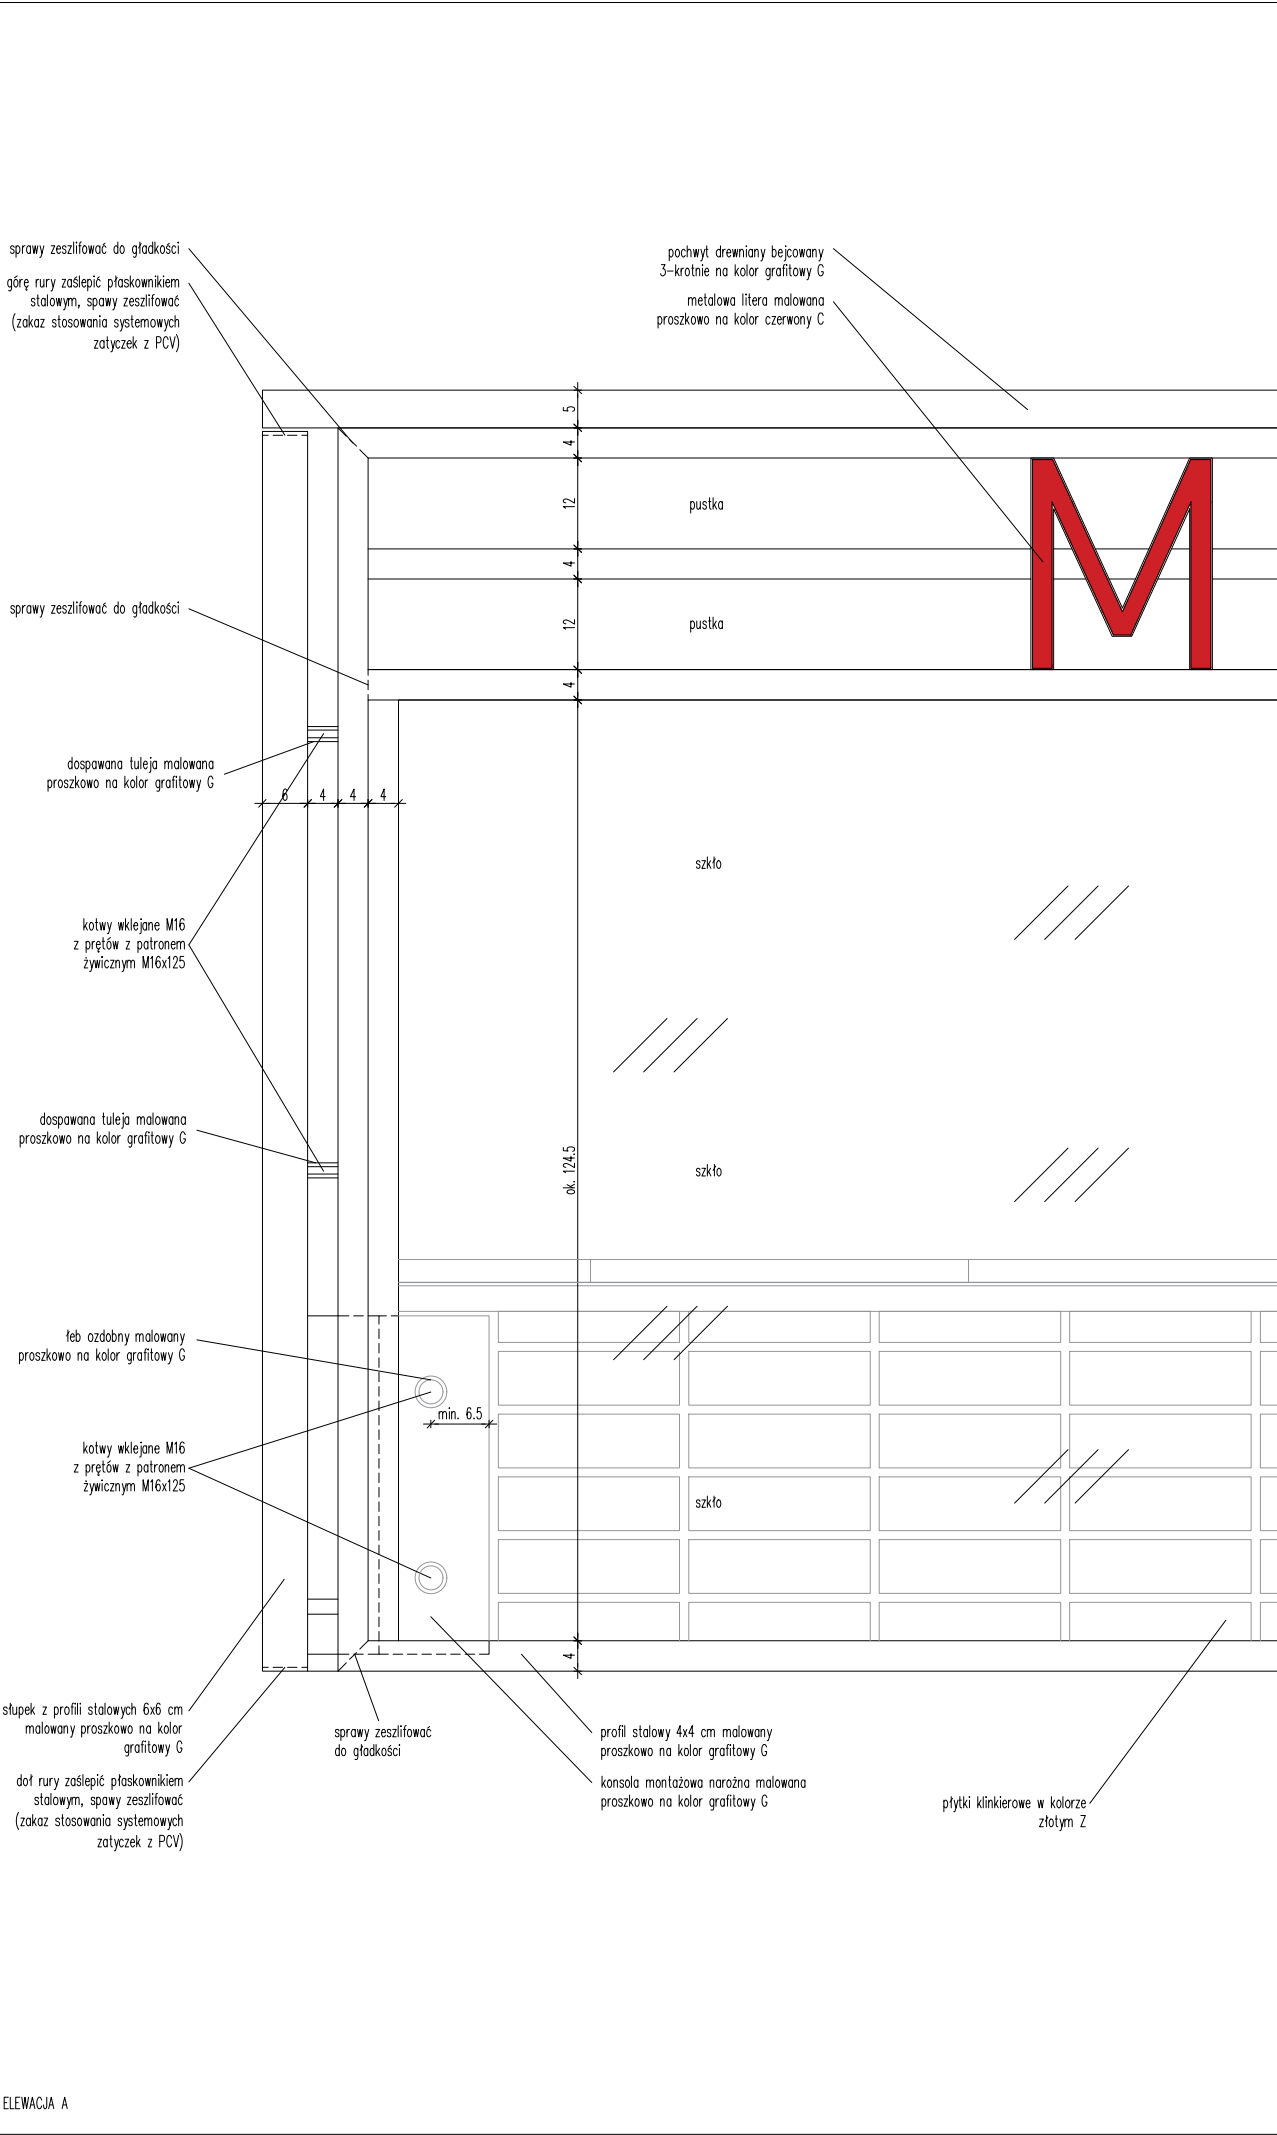 sprawy zeszlifować do gładkości
górę rury zaślepić płaskownikiem
stalowym, spawy zeszlifować
(zakaz stosowania systemowych
zatyczek z PCV)
pochwyt drewniany bejcowany
3-krotnie na kolor grafitowy G
metalowa litera malowana
proszkowo na kolor czerwony C
5
4
12
pustka
M
4
sprawy zeszlifować do gładkości
12
pustka
4
dospawana tuleja malowana
proszkowo na kolor grafitowy G
6
4
4
4
szkło
kotwy wklejane M16
z prętów z patronem
żywicznym M16x125
dospawana tuleja malowana
proszkowo na kolor grafitowy G
ok. 124.5
szkło
łeb ozdobny malowany
proszkowo na kolor grafitowy G
min. 6.5
kotwy wklejane M16
z prętów z patronem
żywicznym M16x125
szkło
4
słupek z profili stalowych 6x6 cm
malowany proszkowo na kolor
grafitowy G
doł rury zaślepić płaskownikiem
stalowym, spawy zeszlifować
(zakaz stosowania systemowych
zatyczek z PCV)
sprawy zeszlifować
do gładkości
profil stalowy 4x4 cm malowany
proszkowo na kolor grafitowy G
konsola montażowa narożna malowana
proszkowo na kolor grafitowy G
płytki klinkierowe w kolorze
złotym Z
ELEWACJA A